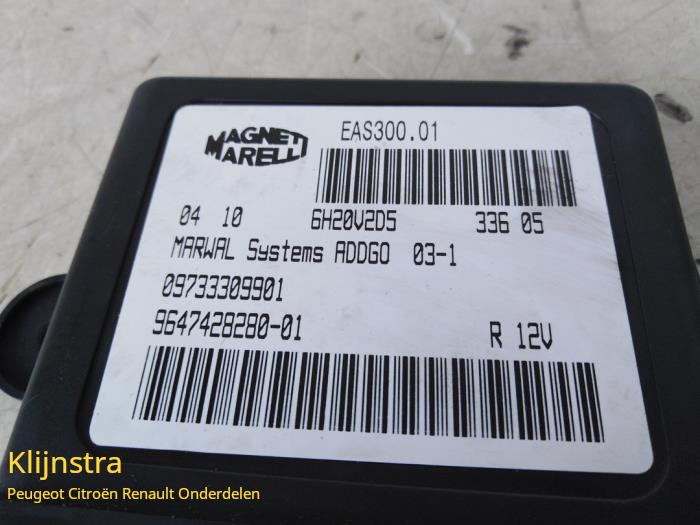 MAGNETI
MARELLI
EAS300.01
04 10 6H20V2D5 336 05
MARWAL Systems ADDGO 03-1
09733309901
9647428280-01 R 12V
Klijnstra
Peugeot Citroën Renault Onderdelen